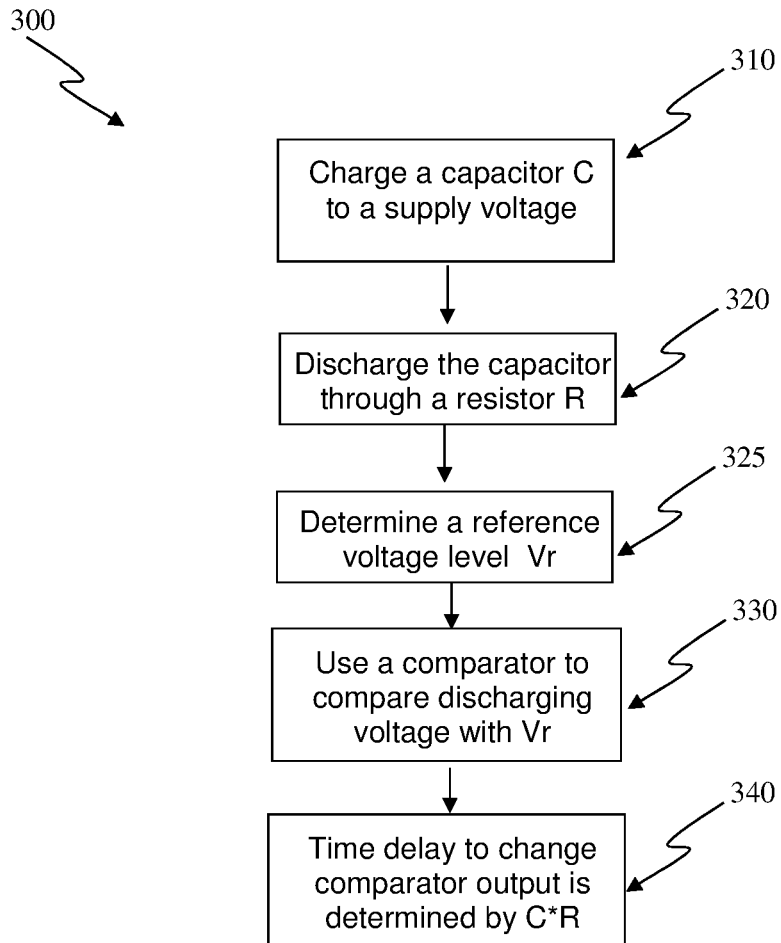 300
310
Charge a capacitor C
to a supply voltage
320
Discharge the capacitor
through a resistor R
325
Determine a reference
voltage level Vr
330
Use a comparator to
compare discharging
voltage with Vr
340
Time delay to change
comparator output is
determined by C*R